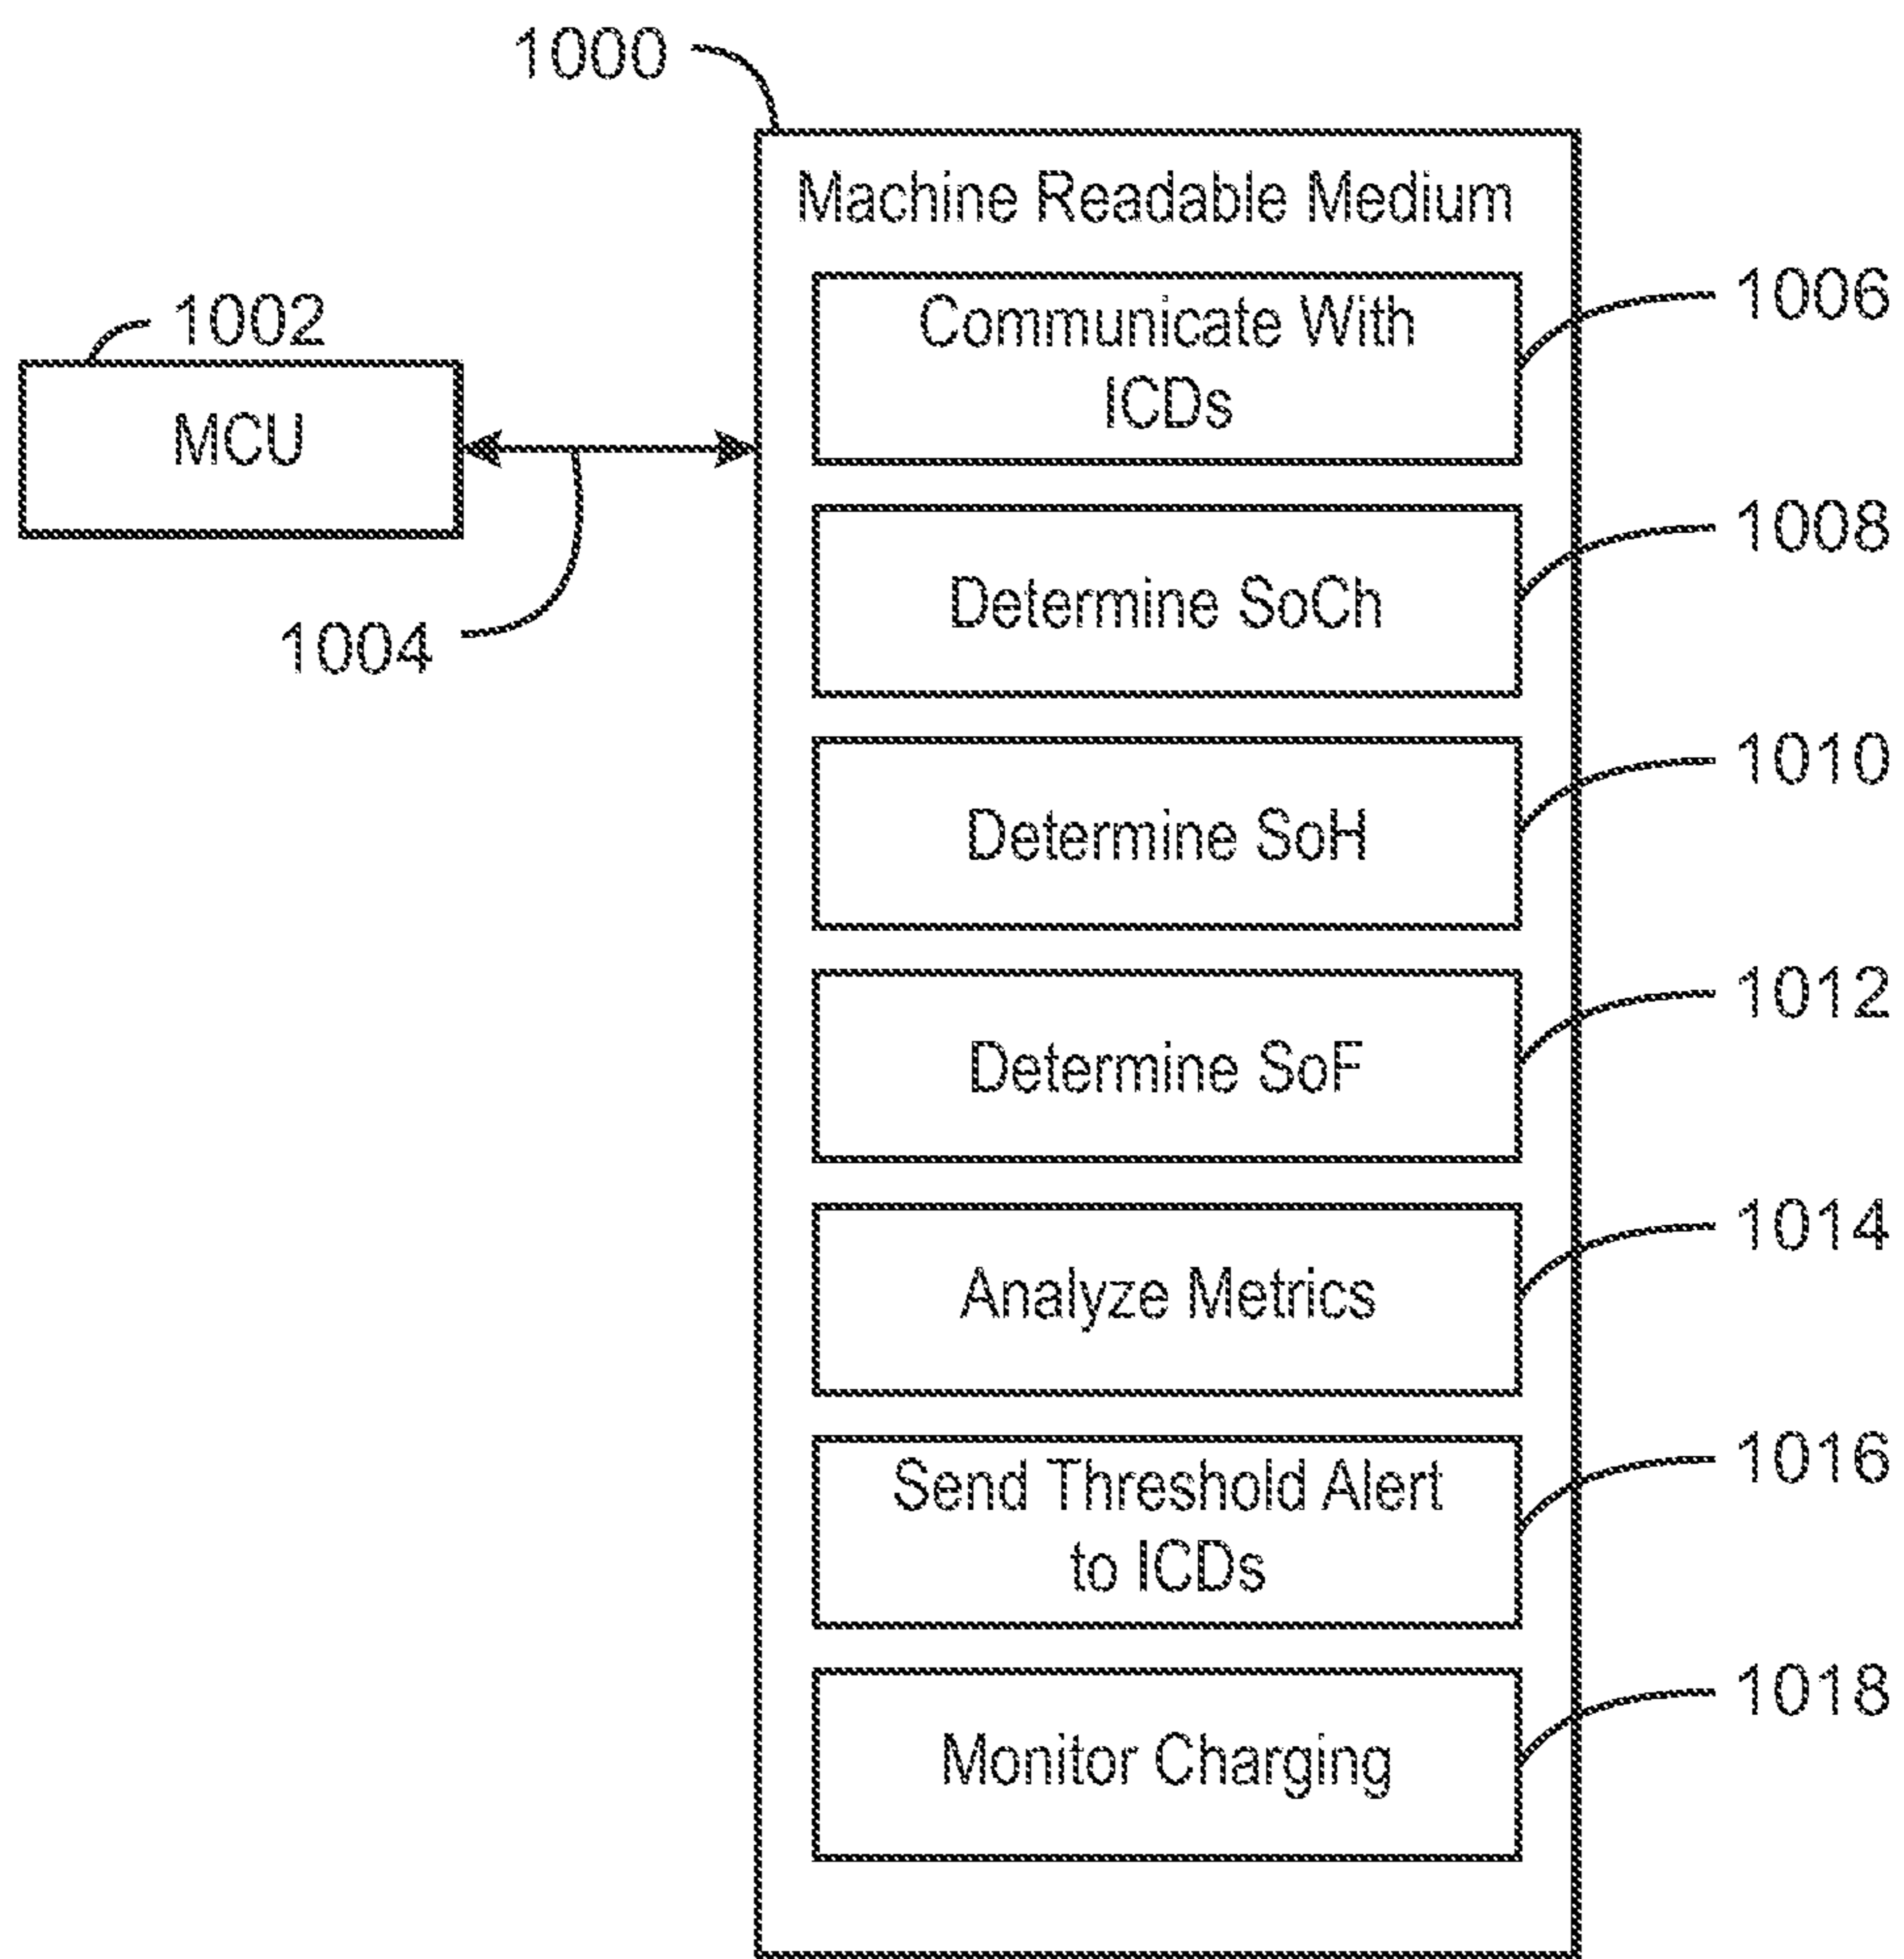 1000
Machine Readable Medium
1002
MCU
1004
Communicate With
ICDs
1006
Determine SoCh
1008
Determine SoH
1010
Determine SoF
1012
Analyze Metrics
1014
Send Threshold Alert
to ICDs
1016
Monitor Charging
1018